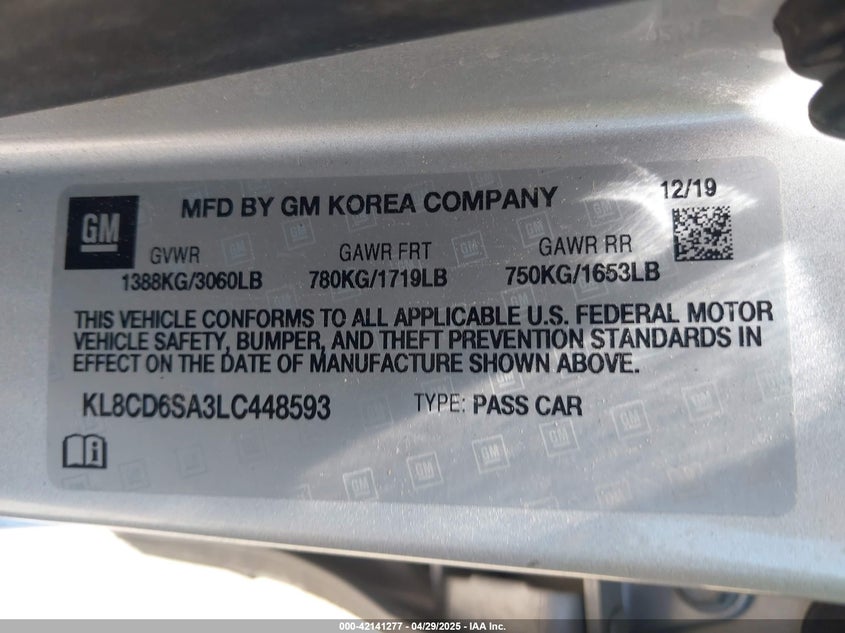 GM
MFD BY GM KOREA COMPANY
12/19
GVWR GAWR FRT GAWR RR
1388KG/3060LB 780KG/1719LB 750KG/1653LB
THIS VEHICLE CONFORMS TO ALL APPLICABLE U.S. FEDERAL MOTOR
VEHICLE SAFETY, BUMPER, AND THEFT PREVENTION STANDARDS IN
EFFECT ON THE DATE OF MANUFACTURE SHOWN ABOVE.
KL8CD6SA3LC448593 TYPE: PASS CAR
000-42141277 - 04/29/2025 - IAA Inc.